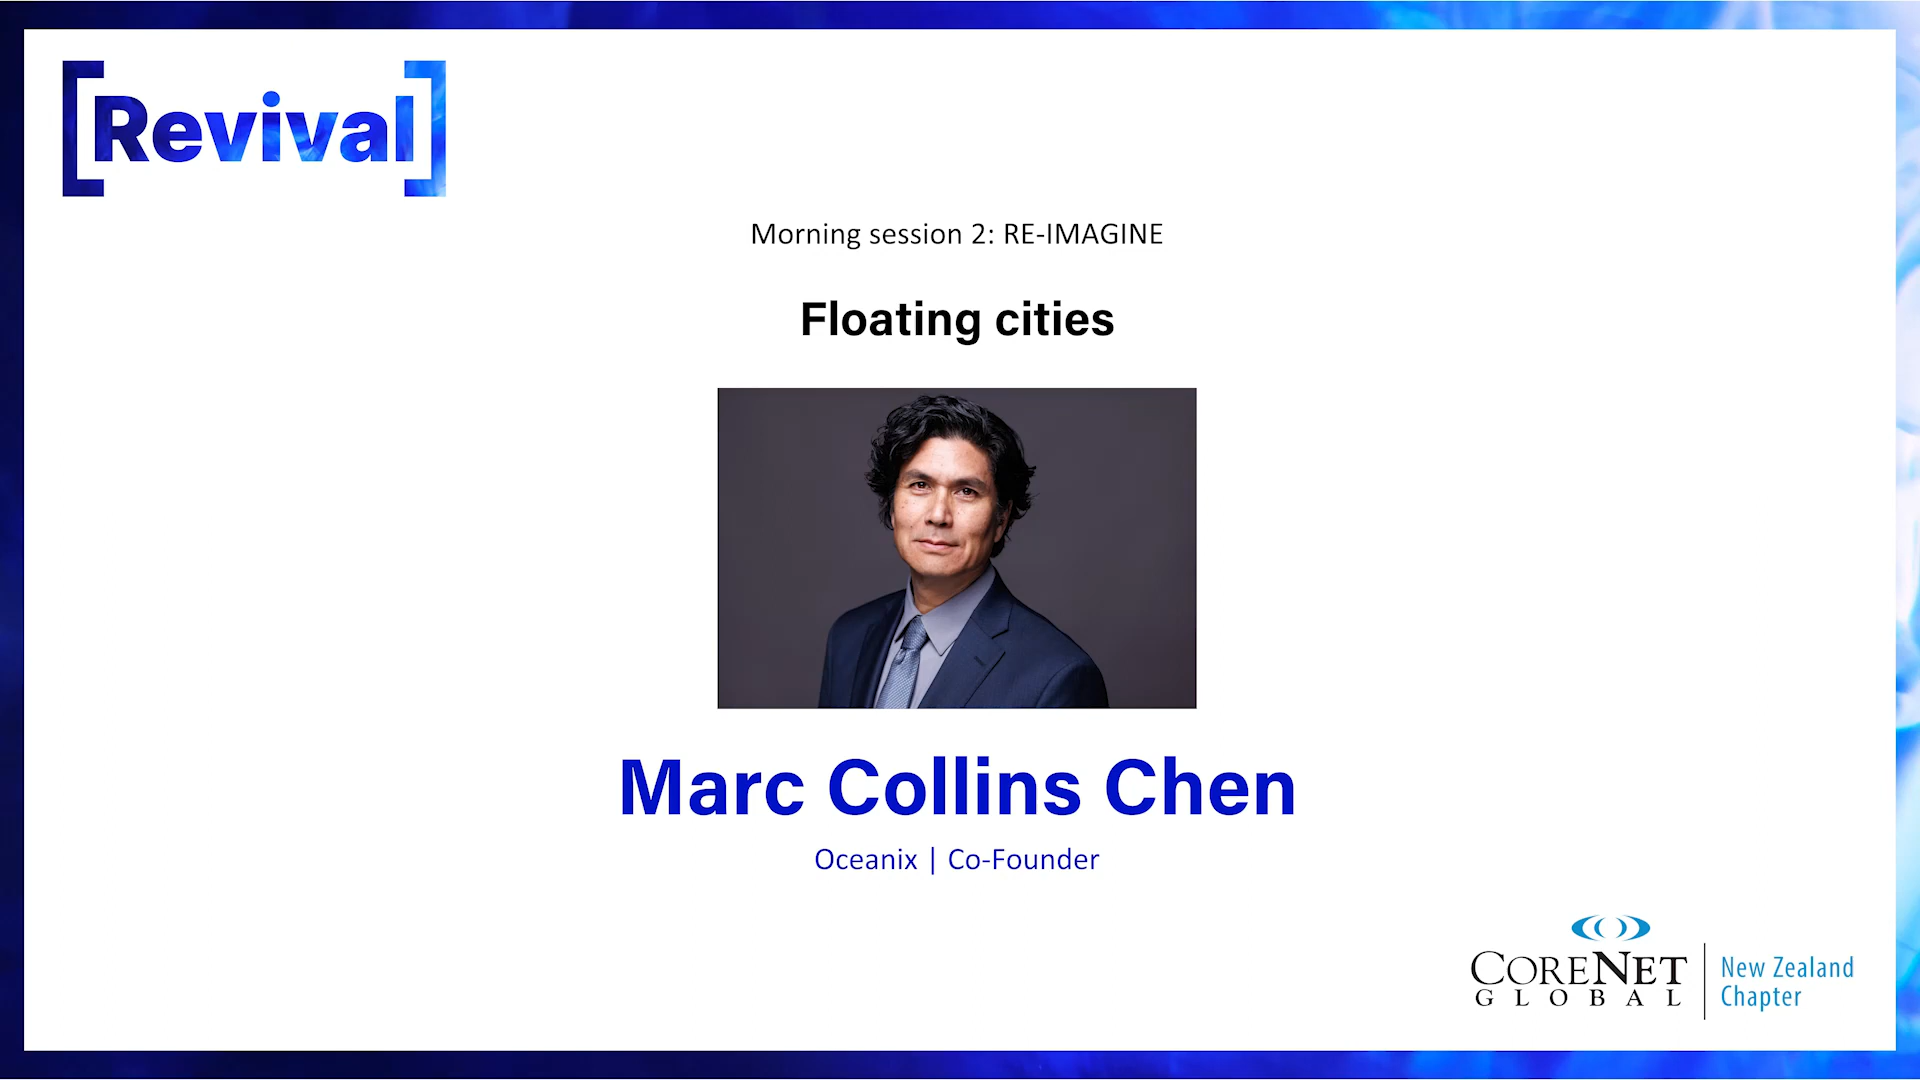 [Revival]
Morning session 2: RE-IMAGINE
Floating cities
Marc Collins Chen
Oceanix | Co-Founder
CORENET
GLOBAL
New Zealand
Chapter